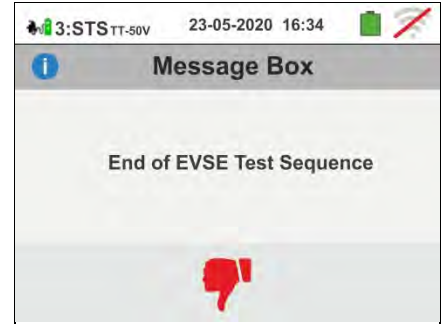 3:STS TT-50V 23-05-2020 16:34
Message Box
End of EVSE Test Sequence